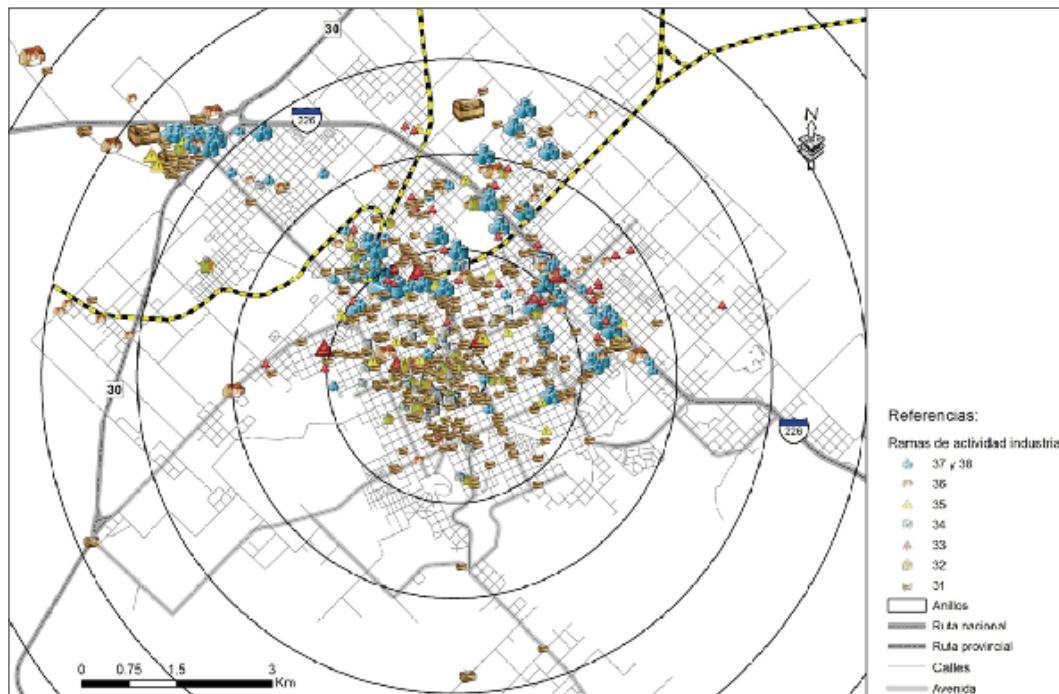 30
226
N
30
226
Referencias:
Ramas de actividad industria
37 y 38
36
35
34
33
32
31
Anillos
Ruta nacional
Ruta provincial
Calles
Avenida
0 0.75 1.5 3
Km